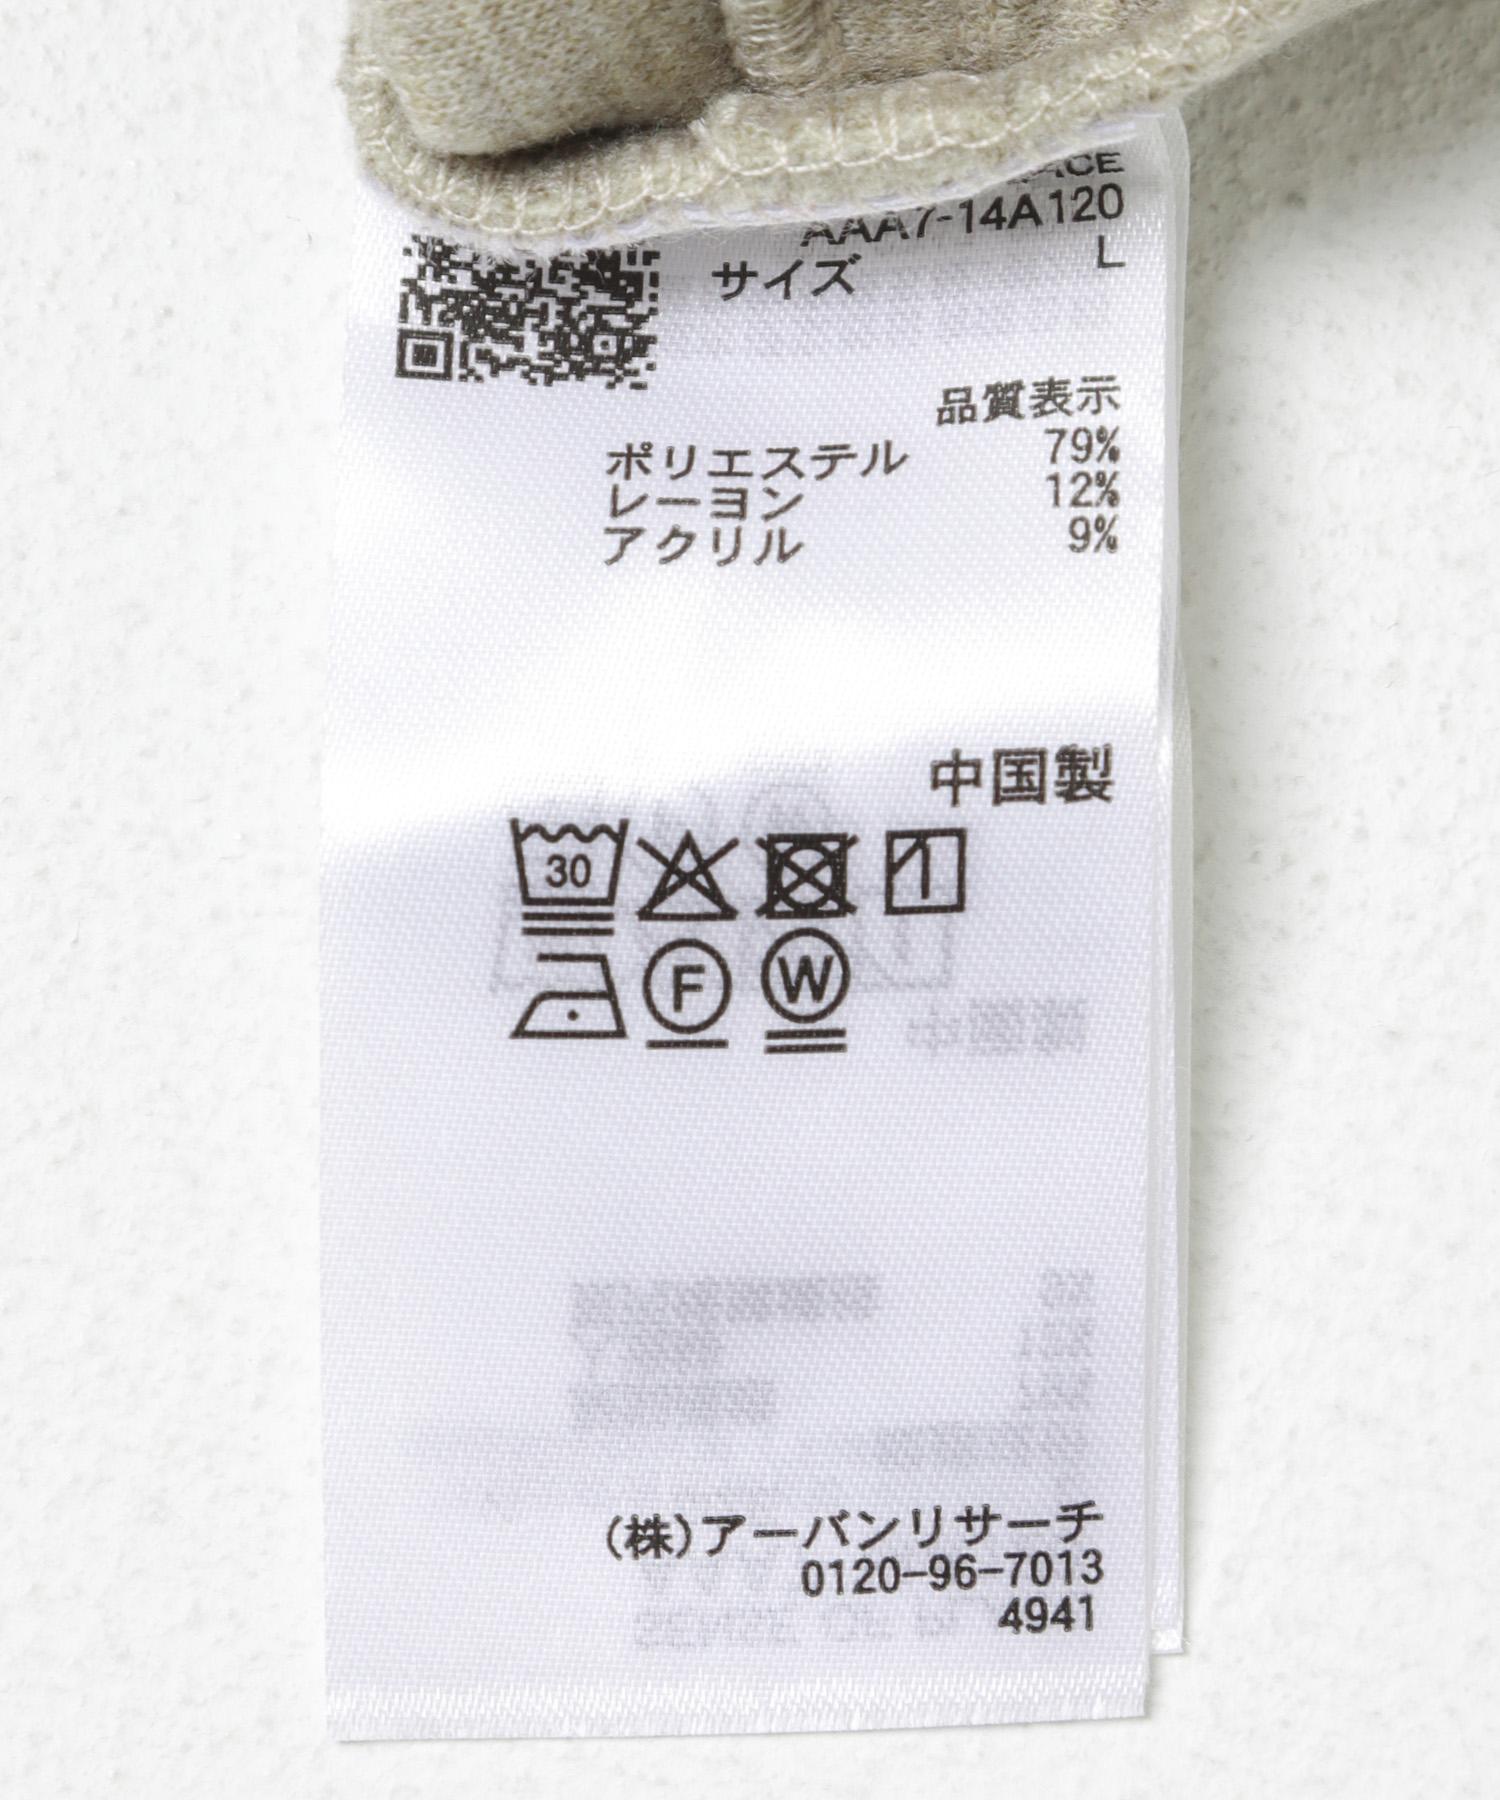 AAA7-14A120
サイズ L
品質表示
ポリエステル 79%
レーヨン 12%
アクリル 9%
中国製
30
F W
(株)アーバンリサーチ
0120-96-7013
4941